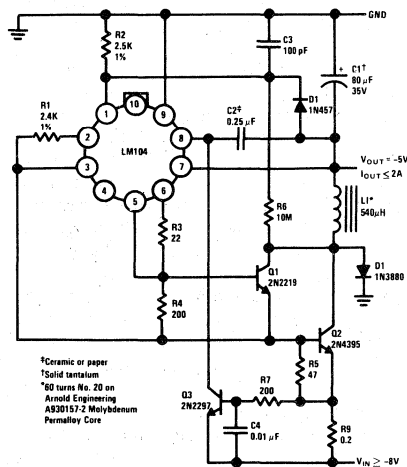 GND
R2
2.5K
1%
C3
100 pF
C1†
80 μF
35V
+
C2‡
0.25 μF
D1
1N457
R1
2.4K
1%
1
10
9
2
8
3
7
4
5
6
LM104
VOUT = -5V
IOUT ≤ 2A
L1*
540μH
R3
22
R6
10M
D1
1N3880
Q1
2N2219
R4
200
Q2
2N4395
‡Ceramic or paper
†Solid tantalum
*60 turns No. 20 on
Arnold Engineering
A930157-2 Molybdenum
Permalloy Core
R5
47
Q3
2N2297
R7
200
C4
0.01 μF
R9
0.2
VIN ≥ -8V